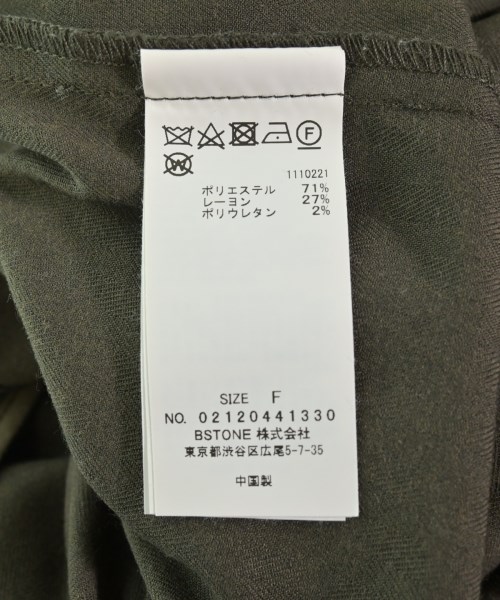 F
W
1110221
ポリエステル 71%
レーヨン 27%
ポリウレタン 2%
SIZE F
NO. 02120441330
BSTONE 株式会社
東京都渋谷区広尾5-7-35
中国製